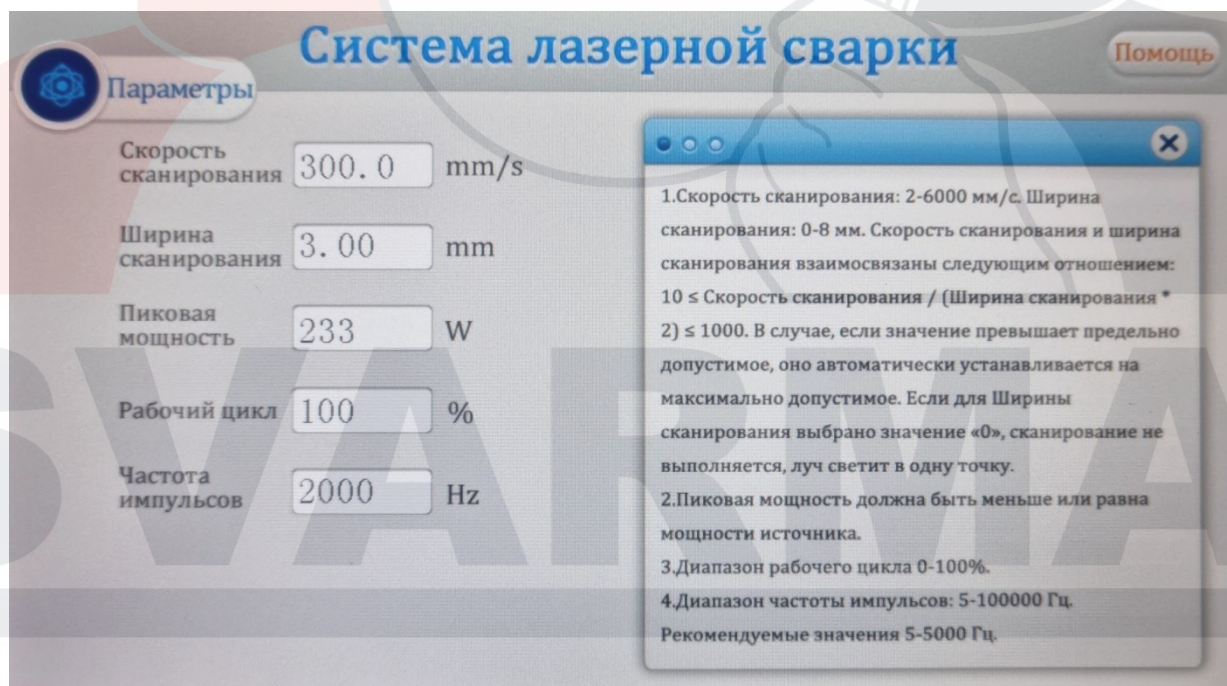 Система лазерной сварки
Помощь
Параметры
Скорость
сканирования 300.0 mm/s
Ширина
сканирования 3.00 mm
Пиковая
мощность 233 W
Рабочий цикл 100 %
Частота
импульсов 2000 Hz
1.Скорость сканирования: 2-6000 мм/с. Ширина
сканирования: 0-8 мм. Скорость сканирования и ширина
сканирования взаимосвязаны следующим отношением:
10 ≤ Скорость сканирования / (Ширина сканирования *
2) ≤ 1000. В случае, если значение превышает предельно
допустимое, оно автоматически устанавливается на
максимально допустимое. Если для Ширины
сканирования выбрано значение «0», сканирование не
выполняется, луч светит в одну точку.
2.Пиковая мощность должна быть меньше или равна
мощности источника.
3.Диапазон рабочего цикла 0-100%.
4.Диапазон частоты импульсов: 5-100000 Гц.
Рекомендуемые значения 5-5000 Гц.
SVARMA